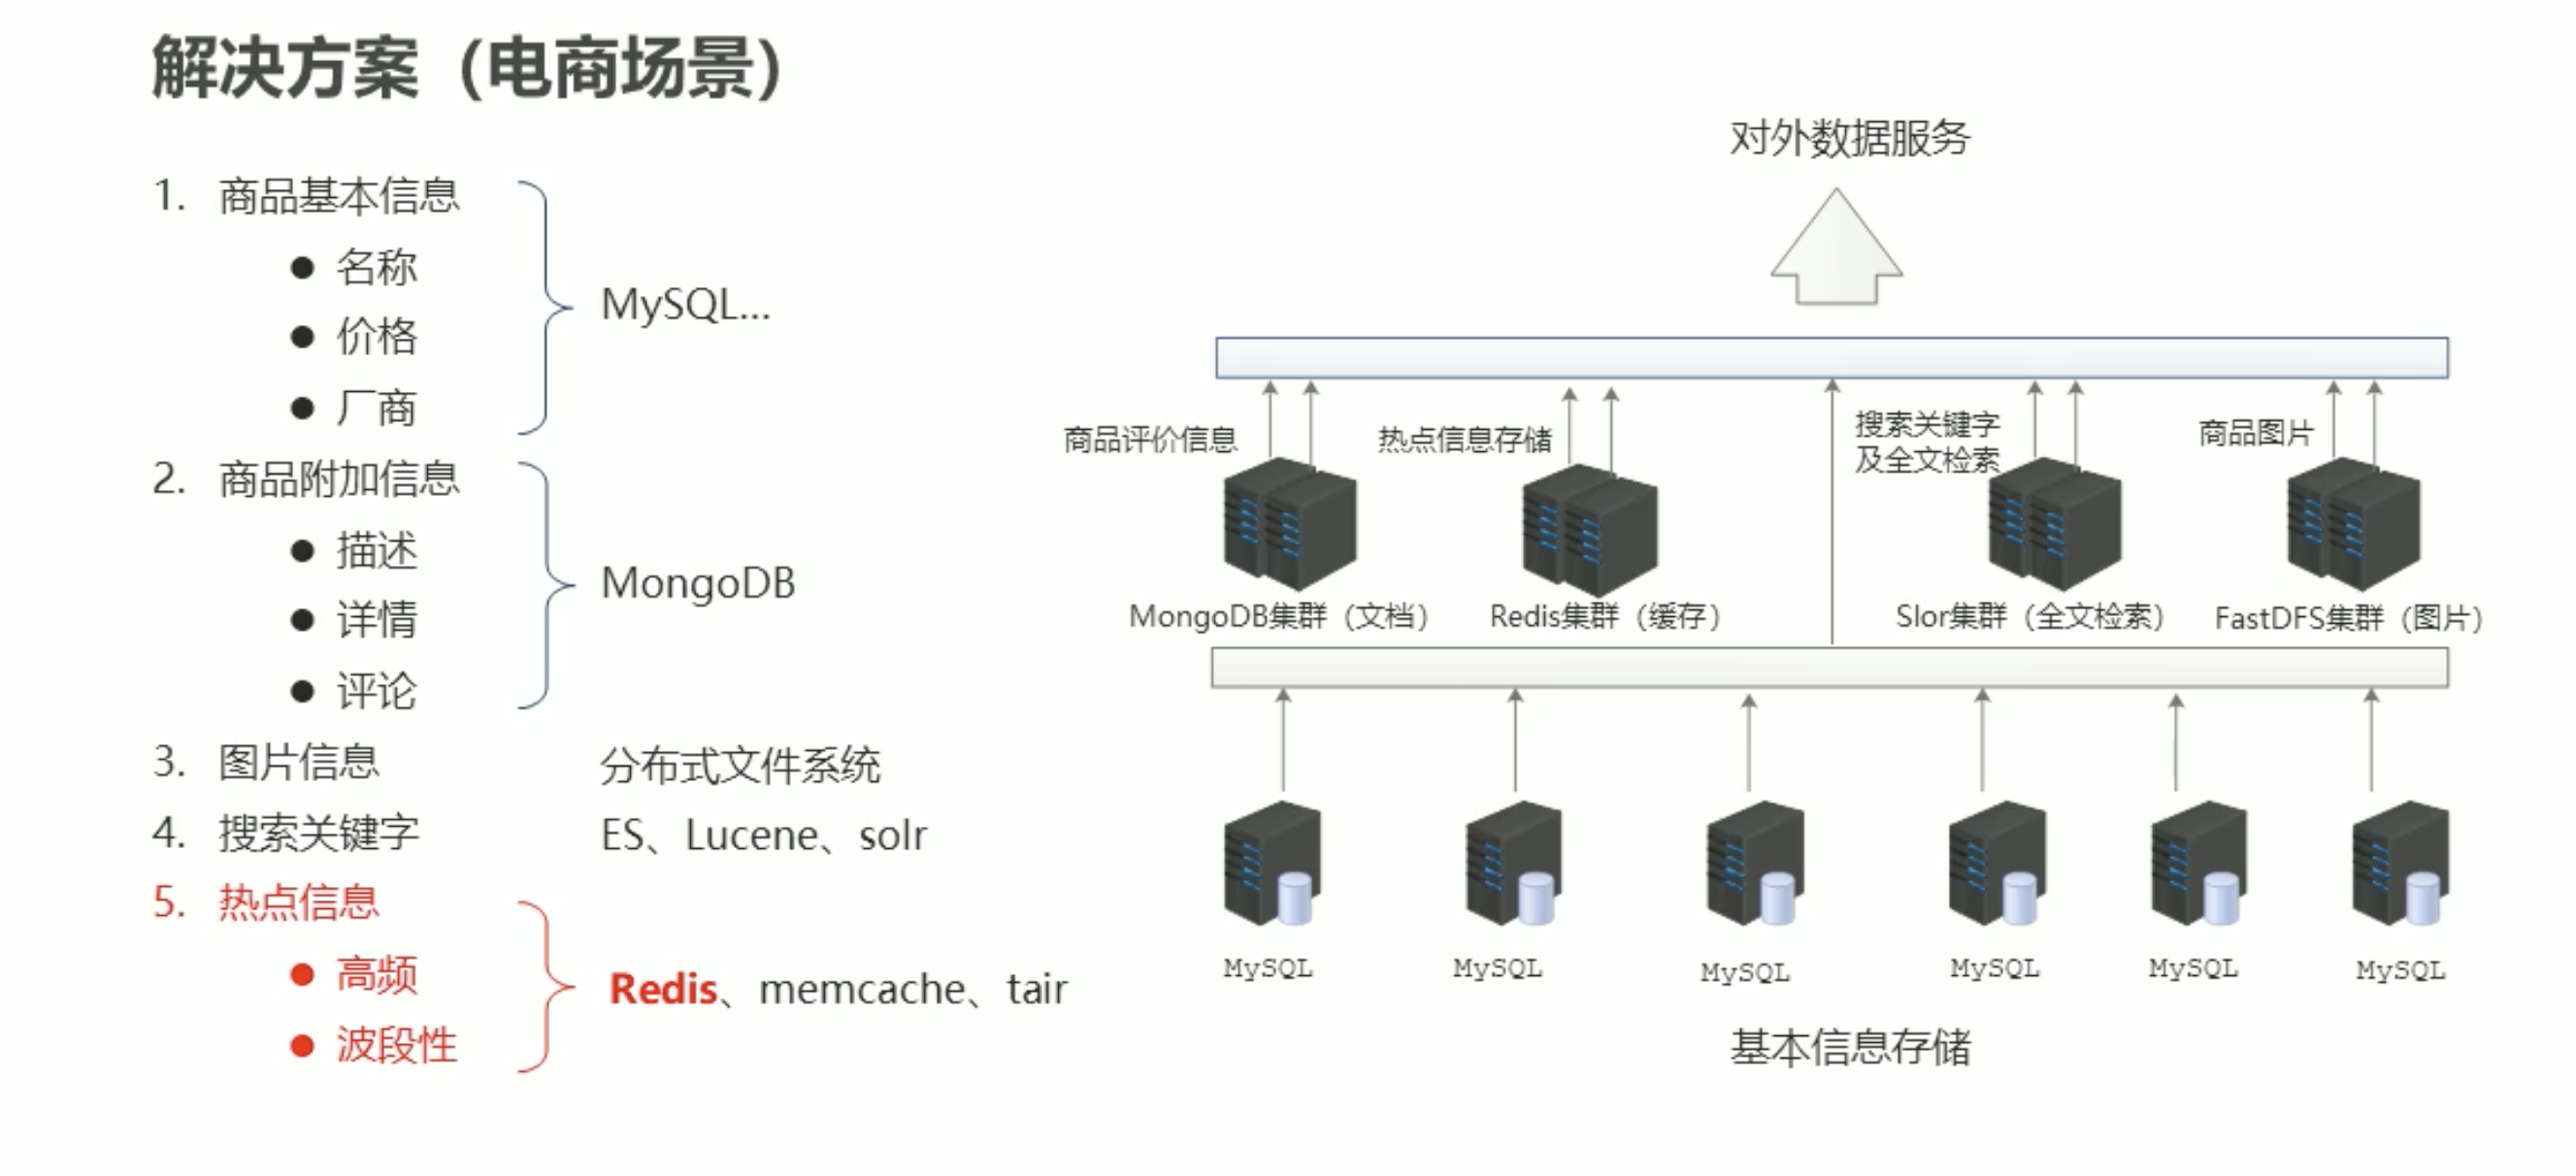 解决方案（电商场景）
1. 商品基本信息
● 名称
● 价格
● 厂商
MySQL...
2. 商品附加信息
● 描述
● 详情
● 评论
MongoDB
3. 图片信息 分布式文件系统
4. 搜索关键字 ES、Lucene、solr
5. 热点信息
● 高频
● 波段性
Redis、memcache、tair
对外数据服务
商品评价信息
热点信息存储
搜索关键字
及全文检索
商品图片
MongoDB集群（文档）
Redis集群（缓存）
Slor集群（全文检索）
FastDFS集群（图片）
MySQL
MySQL
MySQL
MySQL
MySQL
MySQL
基本信息存储